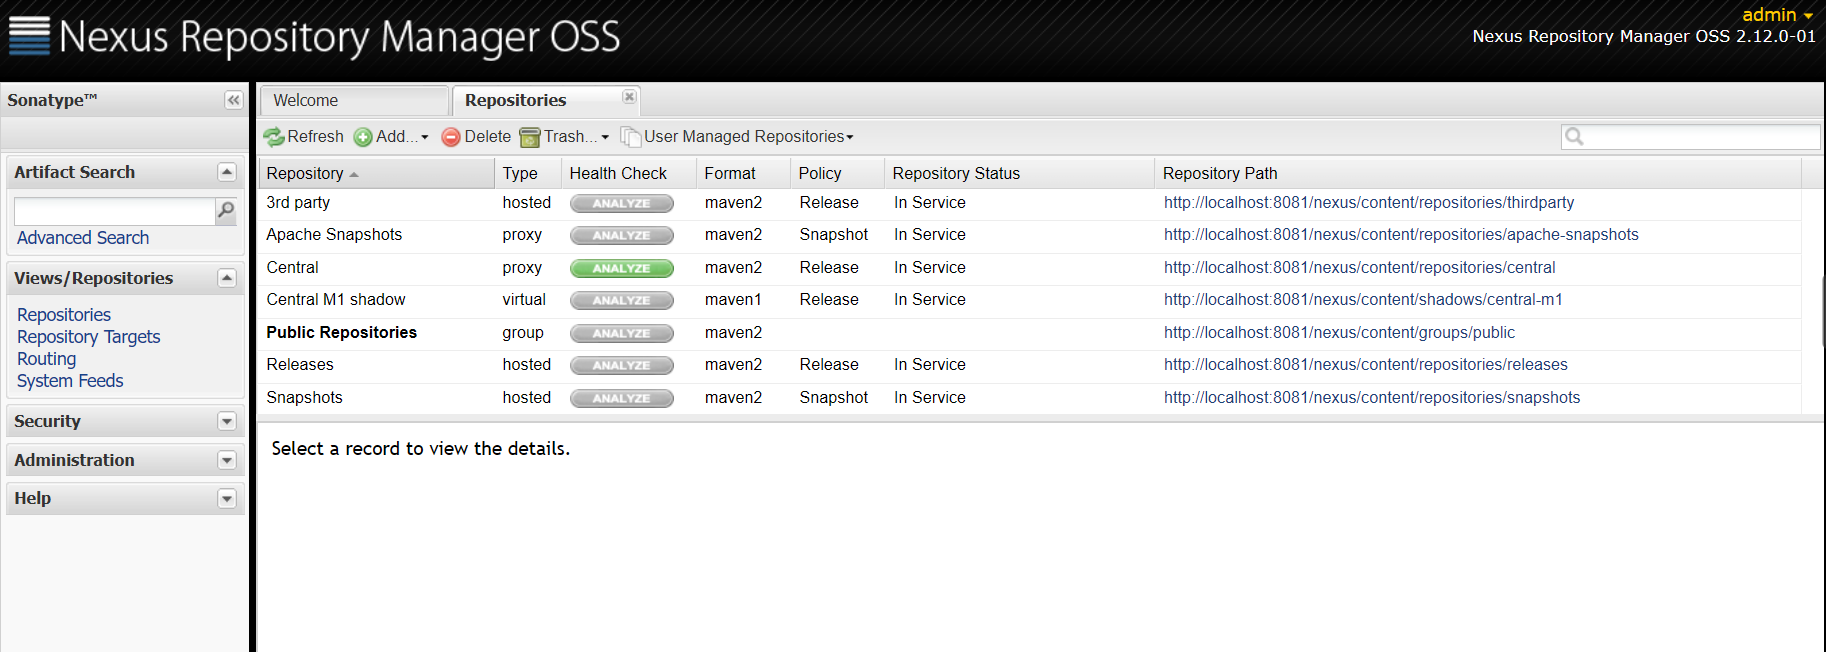 Nexus Repository Manager OSS
admin
Nexus Repository Manager OSS 2.12.0-01
Sonatype™
Welcome
Repositories
Refresh Add... Delete Trash... User Managed Repositories
Artifact Search
Advanced Search
Views/Repositories
Repositories
Repository Targets
Routing
System Feeds
Security
Administration
Help
Repository Type Health Check Format Policy Repository Status Repository Path
3rd party hosted ANALYZE maven2 Release In Service http://localhost:8081/nexus/content/repositories/thirdparty
Apache Snapshots proxy ANALYZE maven2 Snapshot In Service http://localhost:8081/nexus/content/repositories/apache-snapshots
Central proxy ANALYZE maven2 Release In Service http://localhost:8081/nexus/content/repositories/central
Central M1 shadow virtual ANALYZE maven1 Release In Service http://localhost:8081/nexus/content/shadows/central-m1
Public Repositories group ANALYZE maven2 http://localhost:8081/nexus/content/groups/public
Releases hosted ANALYZE maven2 Release In Service http://localhost:8081/nexus/content/repositories/releases
Snapshots hosted ANALYZE maven2 Snapshot In Service http://localhost:8081/nexus/content/repositories/snapshots
Select a record to view the details.